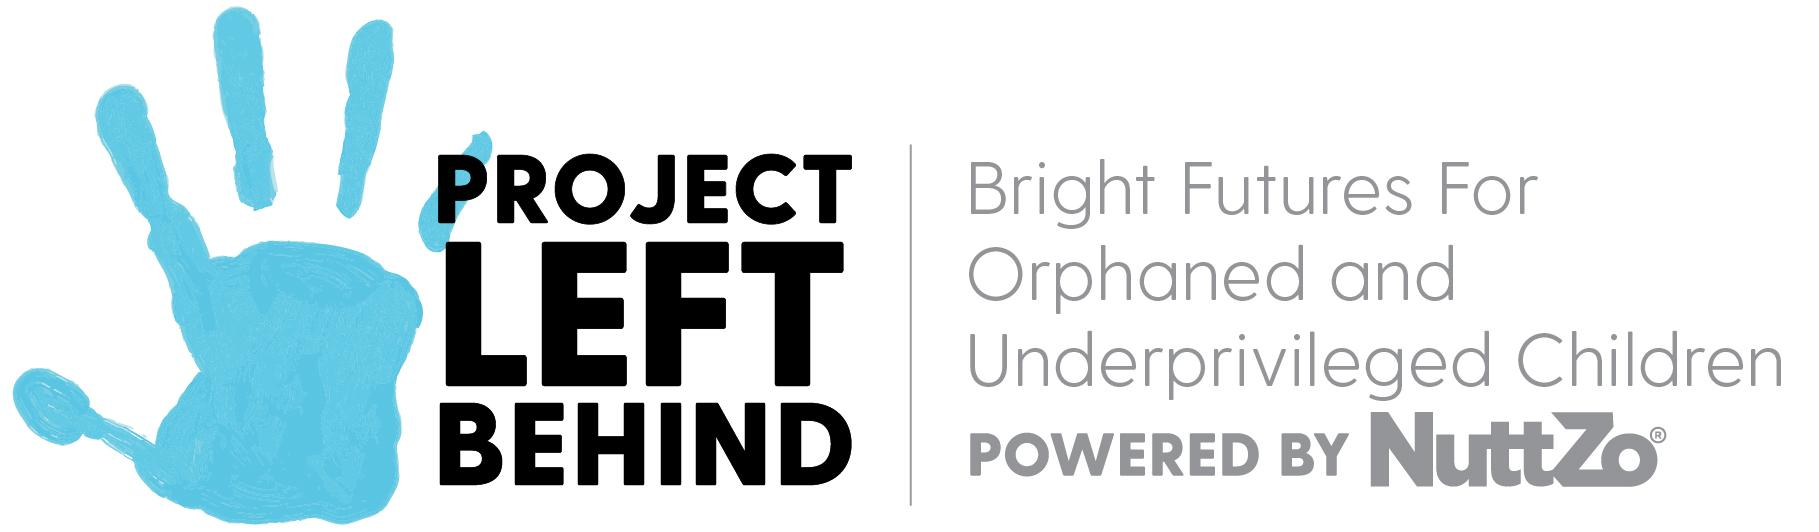 PROJECT
LEFT
BEHIND
Bright Futures For
Orphaned and
Underprivileged Children
POWERED BY NuttZo®